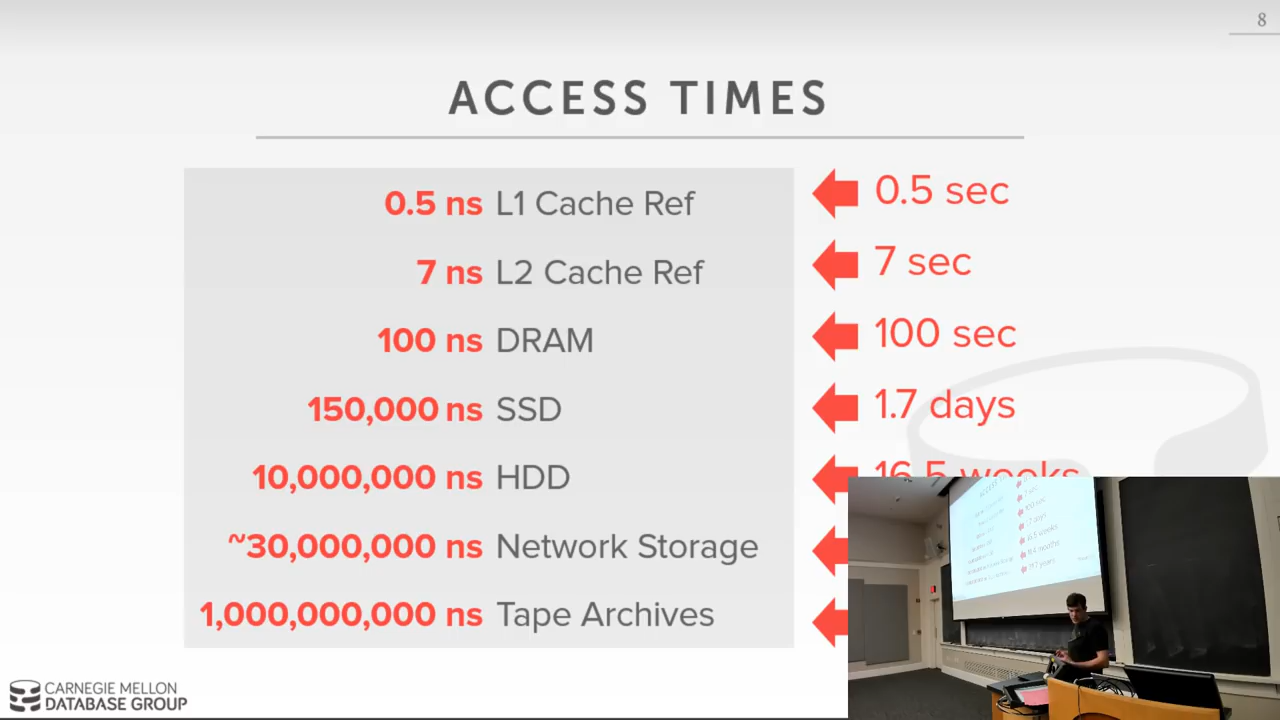 8
ACCESS TIMES
0.5 ns L1 Cache Ref 0.5 sec
7 ns L2 Cache Ref 7 sec
100 ns DRAM 100 sec
150,000 ns SSD 1.7 days
10,000,000 ns HDD 16.5 weeks
~30,000,000 ns Network Storage
1,000,000,000 ns Tape Archives
CARNEGIE MELLON
DATABASE GROUP